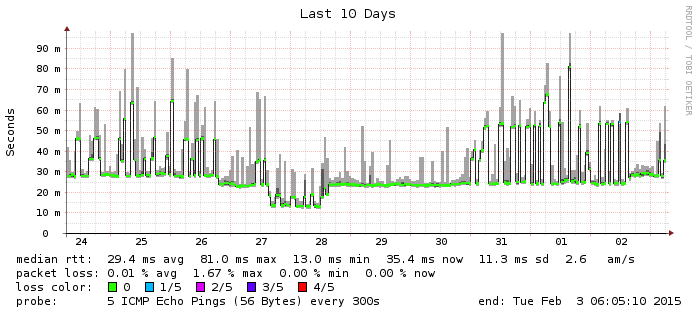 Last 10 Days
RRDTOOL / TOBI OETIKER
Seconds
90 m
80 m
70 m
60 m
50 m
40 m
30 m
20 m
10 m
0
24 25 26 27 28 29 30 31 01 02
median rtt: 29.4 ms avg 81.0 ms max 13.0 ms min 35.4 ms now 11.3 ms sd 2.6 am/s
packet loss: 0.01 % avg 1.67 % max 0.00 % min 0.00 % now
loss color: 0 1/5 2/5 3/5 4/5
probe: 5 ICMP Echo Pings (56 Bytes) every 300s end: Tue Feb 3 06:05:10 2015